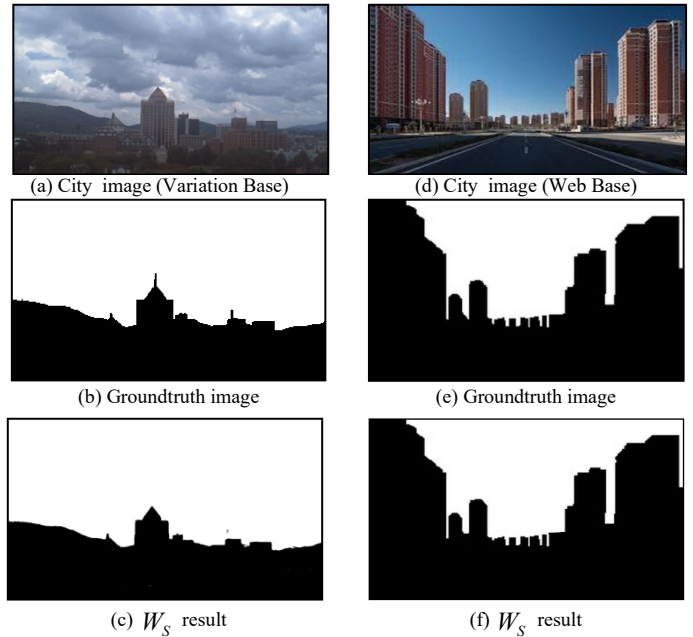 (a) City image (Variation Base)
(d) City image (Web Base)
(b) Groundtruth image
(e) Groundtruth image
(c) W_S result
(f) W_S result